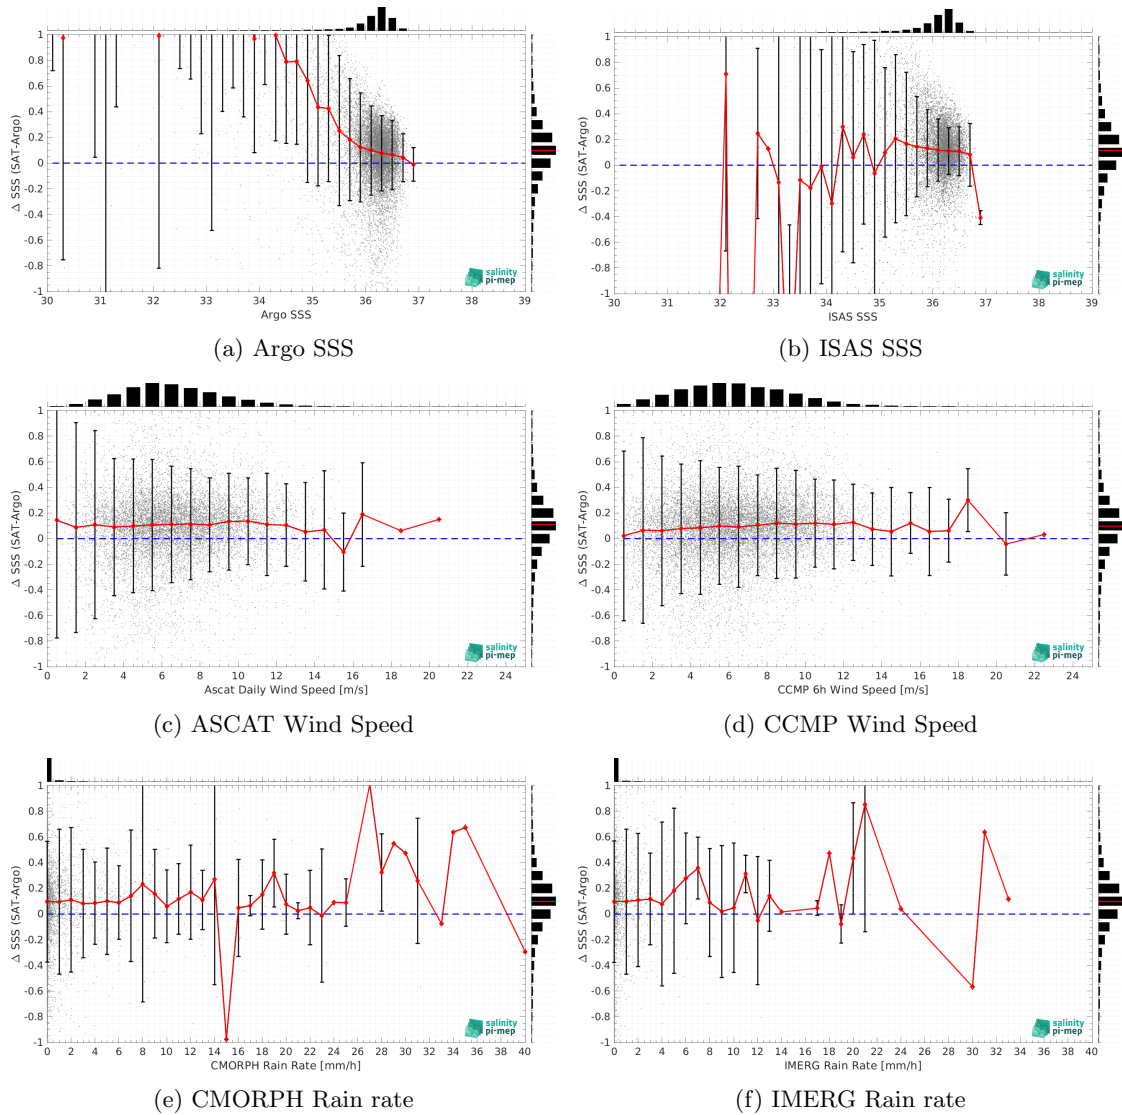 1
0.8
0.6
0.4
0.2
0
-0.2
-0.4
-0.6
-0.8
-1
Δ SSS (SAT-Argo)
30 31 32 33 34 35 36 37 38 39
Argo SSS
salinity
pi-mep
(a) Argo SSS
1
0.8
0.6
0.4
0.2
0
-0.2
-0.4
-0.6
-0.8
-1
Δ SSS (SAT-Argo)
30 31 32 33 34 35 36 37 38 39
ISAS SSS
salinity
pi-mep
(b) ISAS SSS
1
0.8
0.6
0.4
0.2
0
-0.2
-0.4
-0.6
-0.8
-1
Δ SSS (SAT-Argo)
0 2 4 6 8 10 12 14 16 18 20 22 24
Ascat Daily Wind Speed [m/s]
salinity
pi-mep
(c) ASCAT Wind Speed
1
0.8
0.6
0.4
0.2
0
-0.2
-0.4
-0.6
-0.8
-1
Δ SSS (SAT-Argo)
0 2 4 6 8 10 12 14 16 18 20 22 24
CCMP 6h Wind Speed [m/s]
salinity
pi-mep
(d) CCMP Wind Speed
1
0.8
0.6
0.4
0.2
0
-0.2
-0.4
-0.6
-0.8
-1
Δ SSS (SAT-Argo)
0 2 4 6 8 10 12 14 16 18 20 22 24 26 28 30 32 34 36 38 40
CMORPH Rain Rate [mm/h]
salinity
pi-mep
(e) CMORPH Rain rate
1
0.8
0.6
0.4
0.2
0
-0.2
-0.4
-0.6
-0.8
-1
Δ SSS (SAT-Argo)
0 2 4 6 8 10 12 14 16 18 20 22 24 26 28 30 32 34 36 38 40
IMERG Rain Rate [mm/h]
salinity
pi-mep
(f) IMERG Rain rate